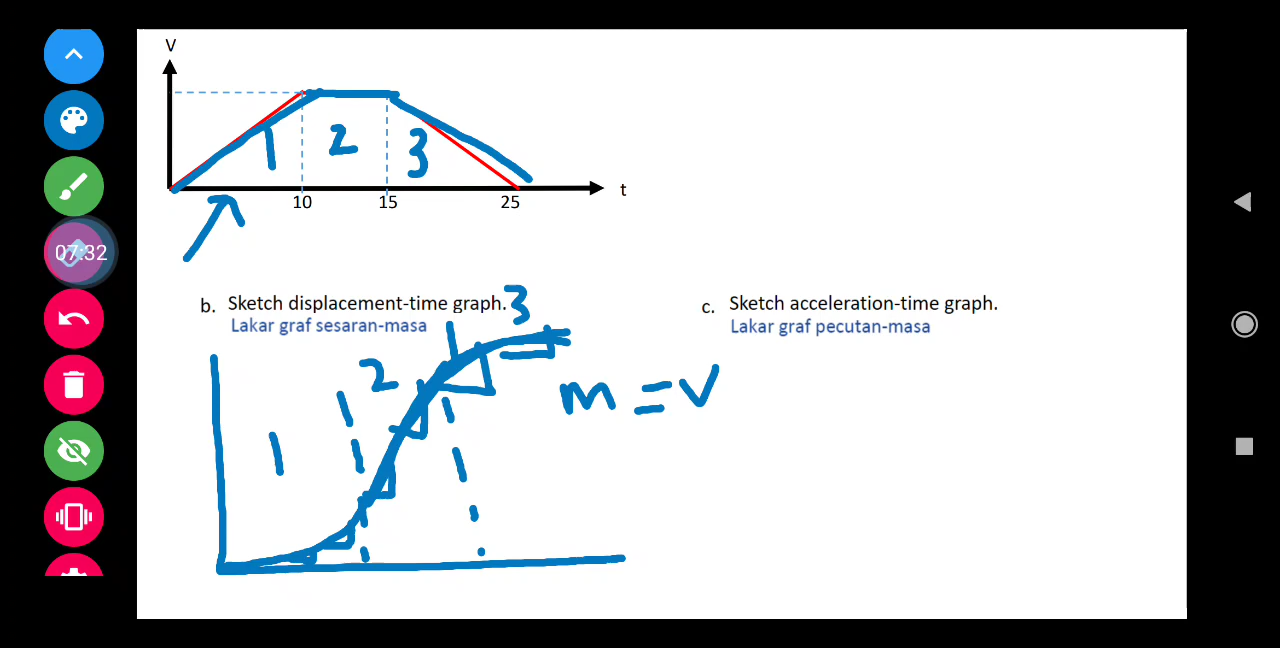 V
1 2 3
t
10 15 25
07:32
b. Sketch displacement-time graph. 3
Lakar graf sesaran-masa
c. Sketch acceleration-time graph.
Lakar graf pecutan-masa
1 2
m = v